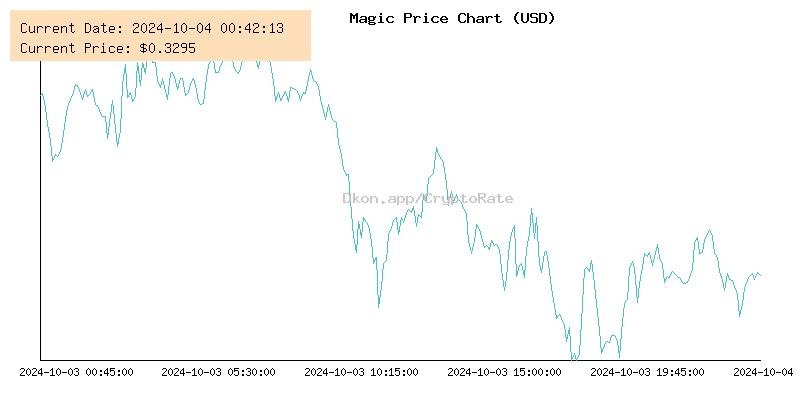 Magic Price Chart (USD)
Current Date: 2024-10-04 00:42:13
Current Price: $0.3295
Dkon.app/CryptoRate
2024-10-03 00:45:00
2024-10-03 05:30:00
2024-10-03 10:15:00
2024-10-03 15:00:00
2024-10-03 19:45:00
2024-10-04